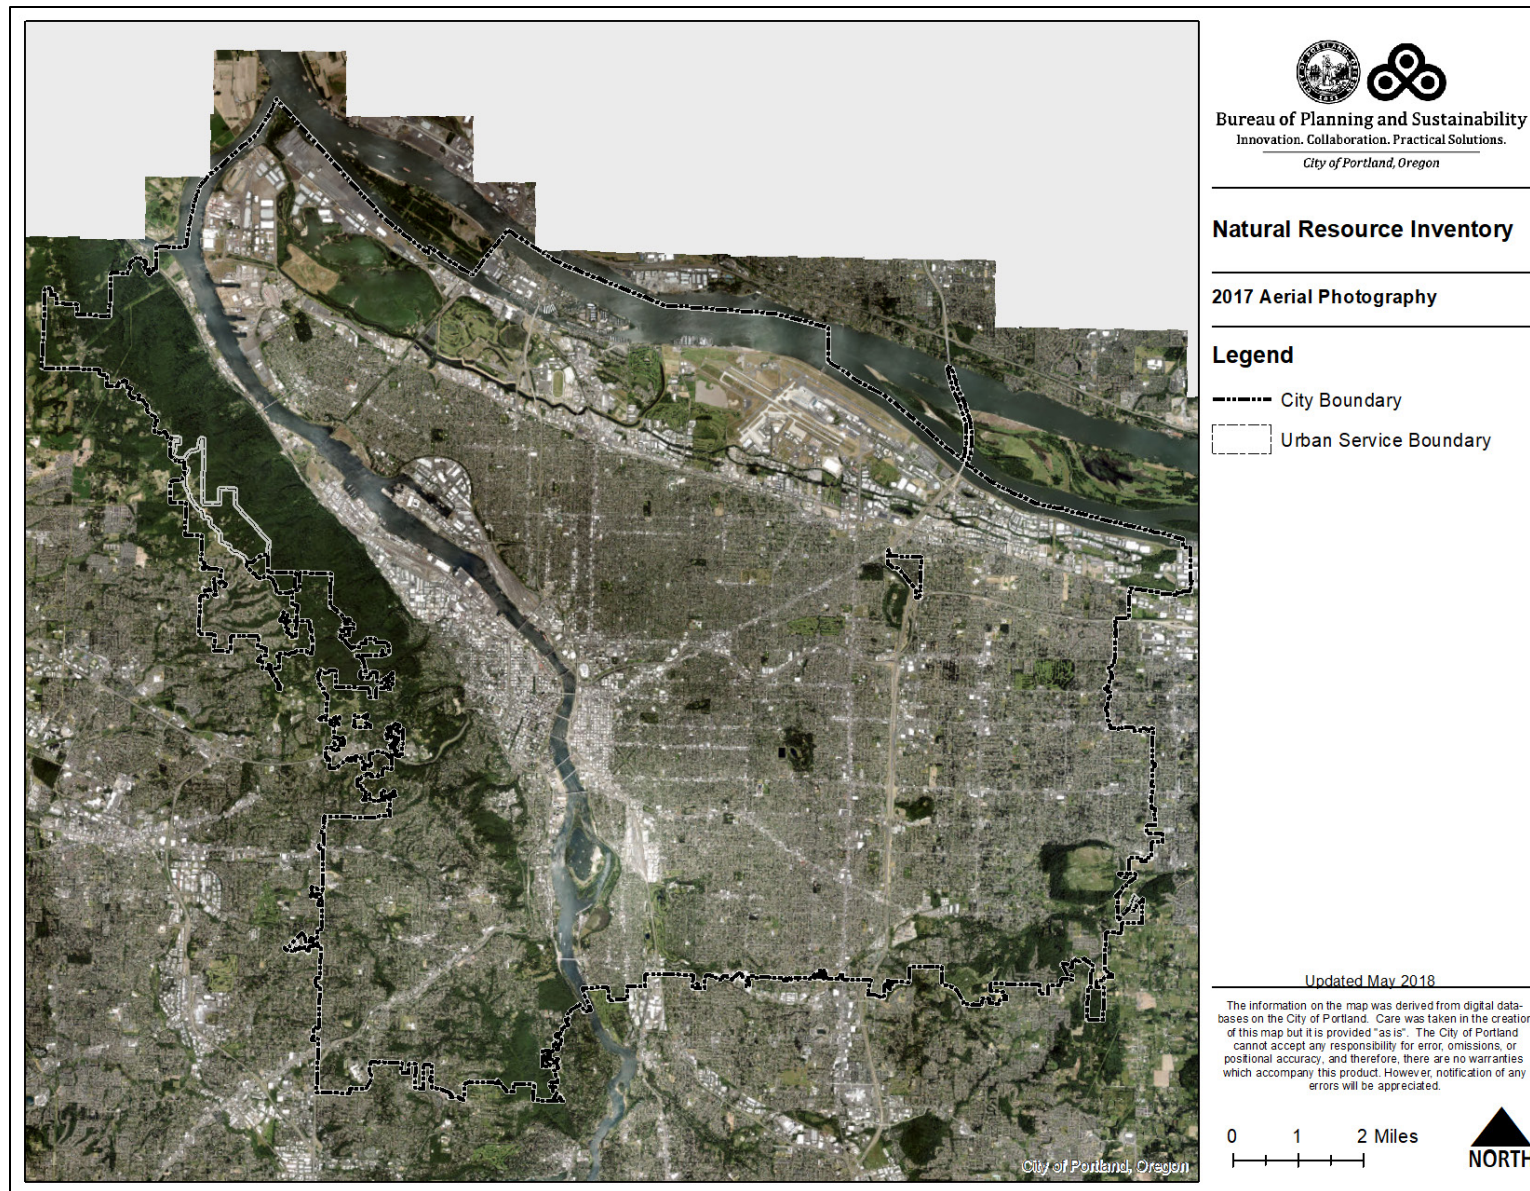 Bureau of Planning and Sustainability
Innovation. Collaboration. Practical Solutions.
City of Portland, Oregon
Natural Resource Inventory
2017 Aerial Photography
Legend
City Boundary
Urban Service Boundary
Updated May 2018
The information on the map was derived from digital data-
bases on the City of Portland. Care was taken in the creation
of this map but it is provided "as is". The City of Portland
cannot accept any responsibility for error, omissions, or
positional accuracy, and therefore, there are no warranties
which accompany this product. However, notification of any
errors will be appreciated.
0 1 2 Miles
NORTH
City of Portland, Oregon